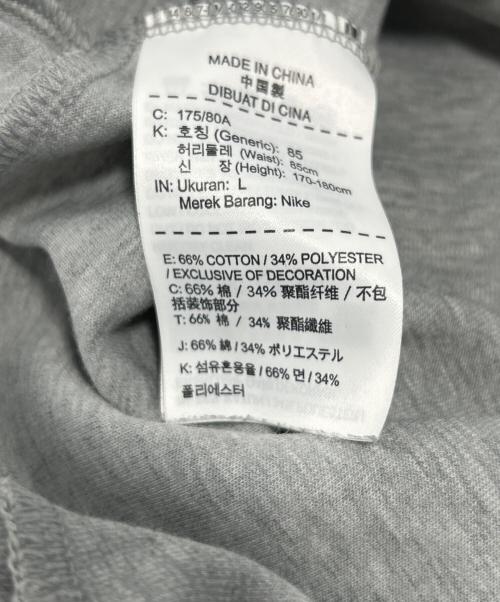 MADE IN CHINA
中国製
DIBUAT DI CINA
C: 175/80A
K: 호칭 (Generic): 85
허리둘레 (Waist): 85cm
신 장 (Height): 170-180cm
IN: Ukuran: L
Merek Barang: Nike
E: 66% COTTON / 34% POLYESTER
/ EXCLUSIVE OF DECORATION
C: 66% 棉 / 34% 聚酯纤维 / 不包
括装饰部分
T: 66% 棉 / 34% 聚酯纖維
J: 66% 綿 / 34% ポリエステル
K: 섬유혼용율 / 66% 면 / 34%
폴리에스터